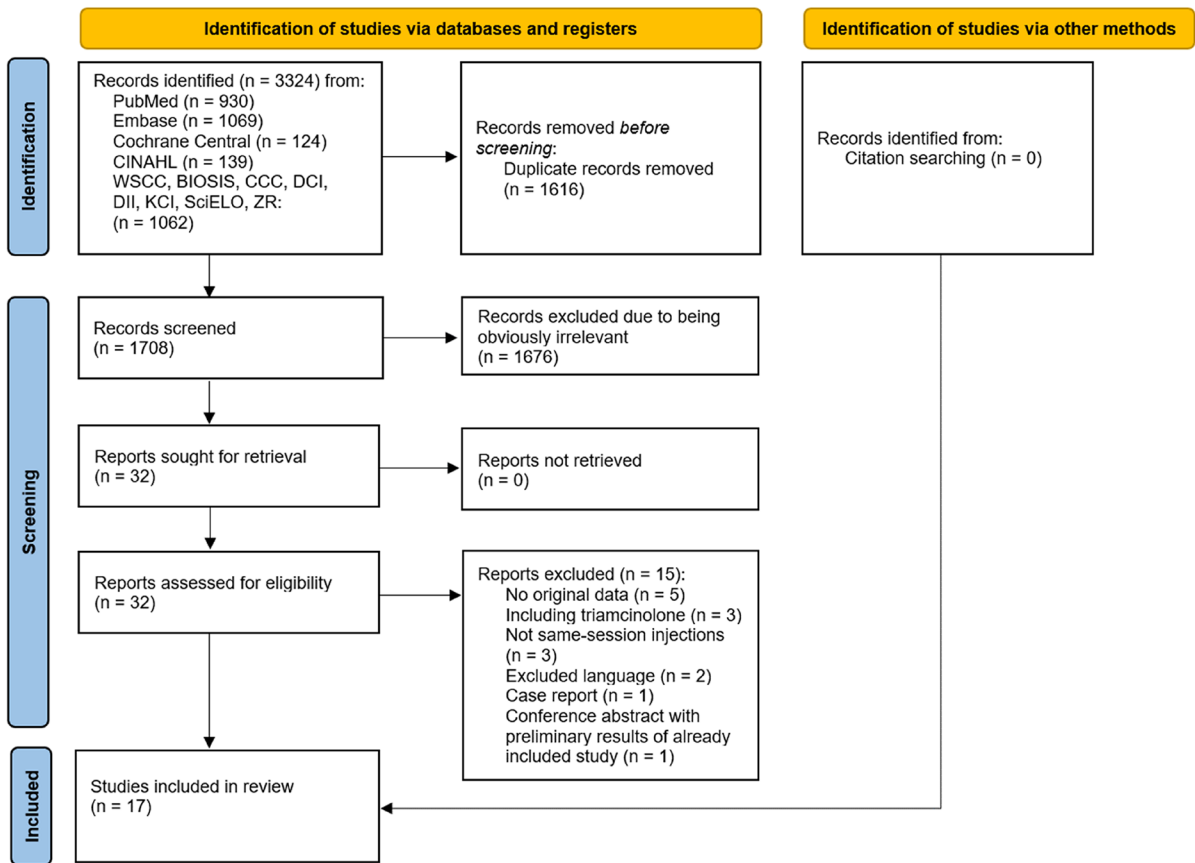 Identification of studies via databases and registers
Identification of studies via other methods
Identification
Records identified (n = 3324) from:
PubMed (n = 930)
Embase (n = 1069)
Cochrane Central (n = 124)
CINAHL (n = 139)
WSCC, BIOSIS, CCC, DCI,
DII, KCI, SciELO, ZR:
(n = 1062)
Records removed before
screening:
Duplicate records removed
(n = 1616)
Records identified from:
Citation searching (n = 0)
Screening
Records screened
(n = 1708)
Records excluded due to being
obviously irrelevant
(n = 1676)
Reports sought for retrieval
(n = 32)
Reports not retrieved
(n = 0)
Reports assessed for eligibility
(n = 32)
Reports excluded (n = 15):
No original data (n = 5)
Including triamcinolone (n = 3)
Not same-session injections
(n = 3)
Excluded language (n = 2)
Case report (n = 1)
Conference abstract with
preliminary results of already
included study (n = 1)
Included
Studies included in review
(n = 17)